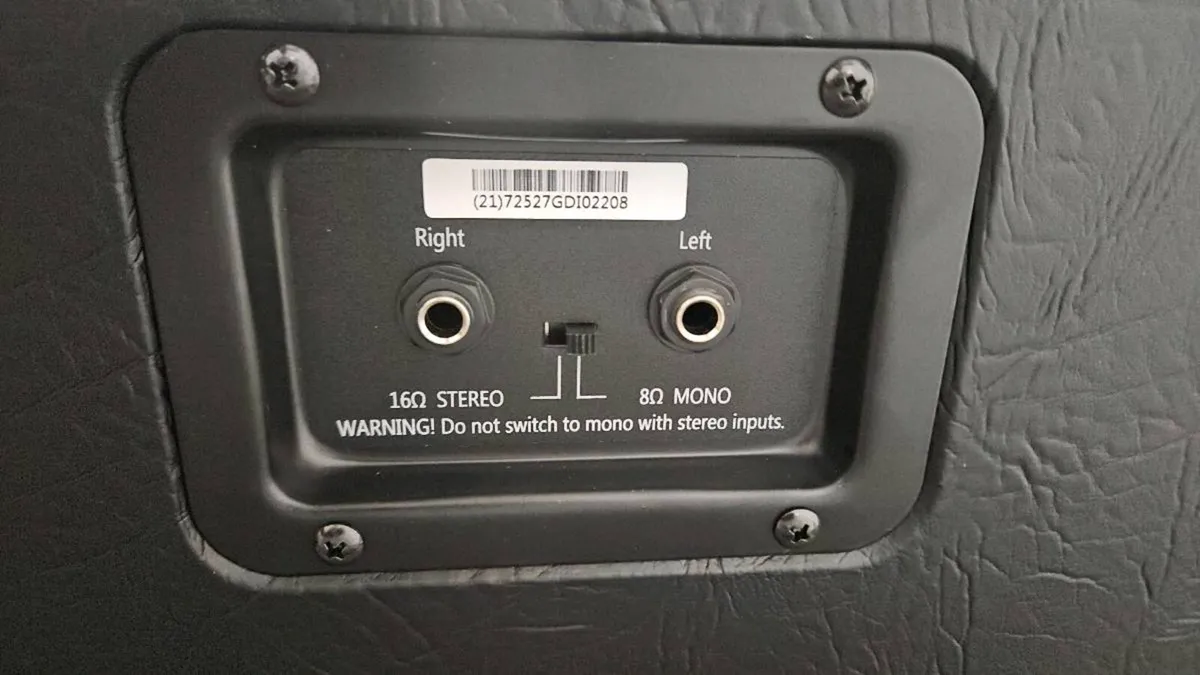 (21)72527GDI02208
Right Left
16Ω STEREO 8Ω MONO
WARNING! Do not switch to mono with stereo inputs.